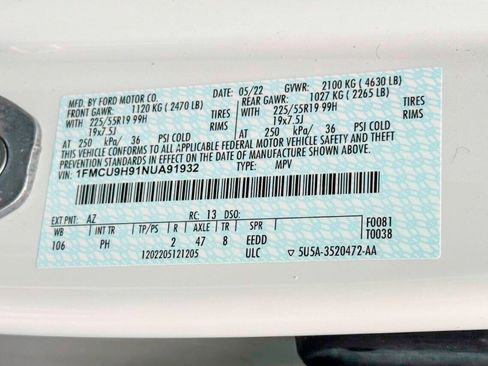 MFD. BY FORD MOTOR CO.
DATE: 05/22 GVWR: 2100 KG ( 4630 LB)
FRONT GAWR: 1120 KG ( 2470 LB) REAR GAWR: 1027 KG ( 2265 LB)
WITH 225/55R19 99H TIRES WITH 225/55R19 99H TIRES
19x7.5J RIMS 19x7.5J RIMS
AT 250 kPa/ 36 PSI COLD AT 250 kPa/ 36 PSI COLD
THIS VEHICLE CONFORMS TO ALL APPLICABLE FEDERAL MOTOR VEHICLE SAFETY AND
THEFT PREVENTION STANDARDS IN EFFECT ON THE DATE OF MANUFACTURE SHOWN ABOVE.
VIN: 1FMCU9H91NUA91932 TYPE: MPV
EXT PNT: AZ RC: 13 DSO:
WB INT TR TP/PS R AXLE TR SPR F0081
106 PH 2 47 8 EEDD T0038
1202205121205 ULC 5U5A-3520472-AA